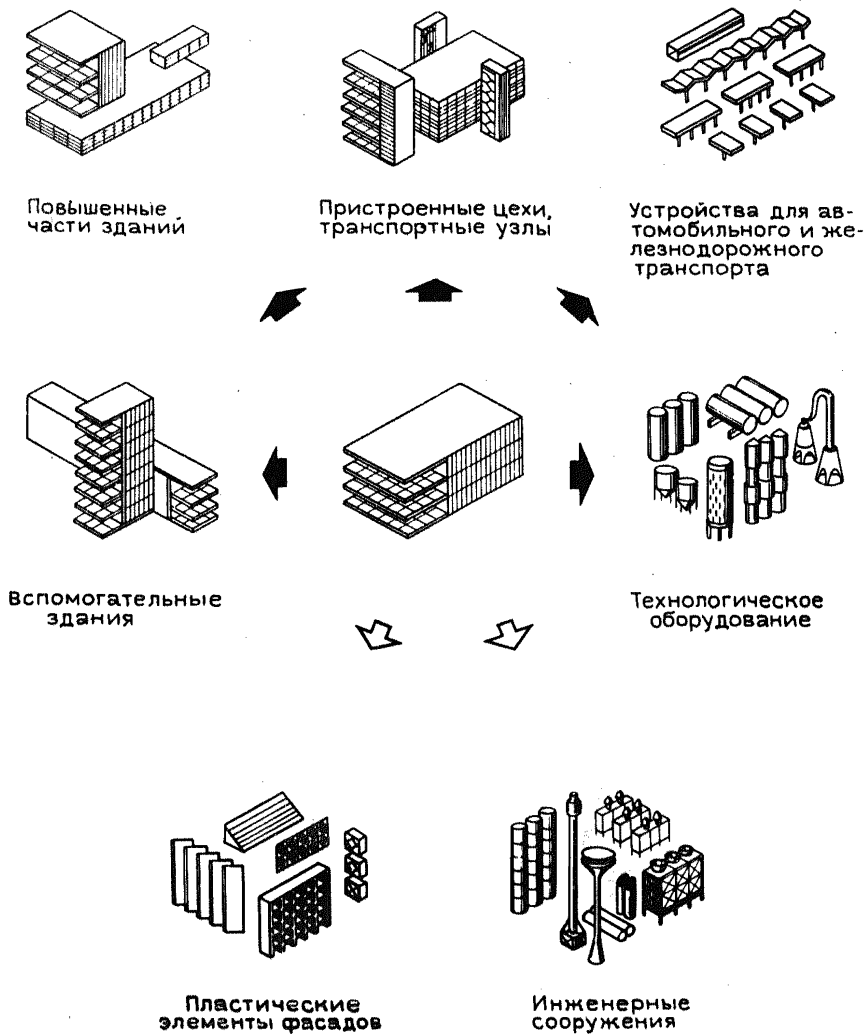 Повышенные
части зданий
Пристроенные цехи,
транспортные узлы
Устройства для ав-
томобильного и же-
лезнодорожного
транспорта
Вспомогательные
здания
Технологическое
оборудование
Пластические
элементы фасадов
Инженерные
сооружения